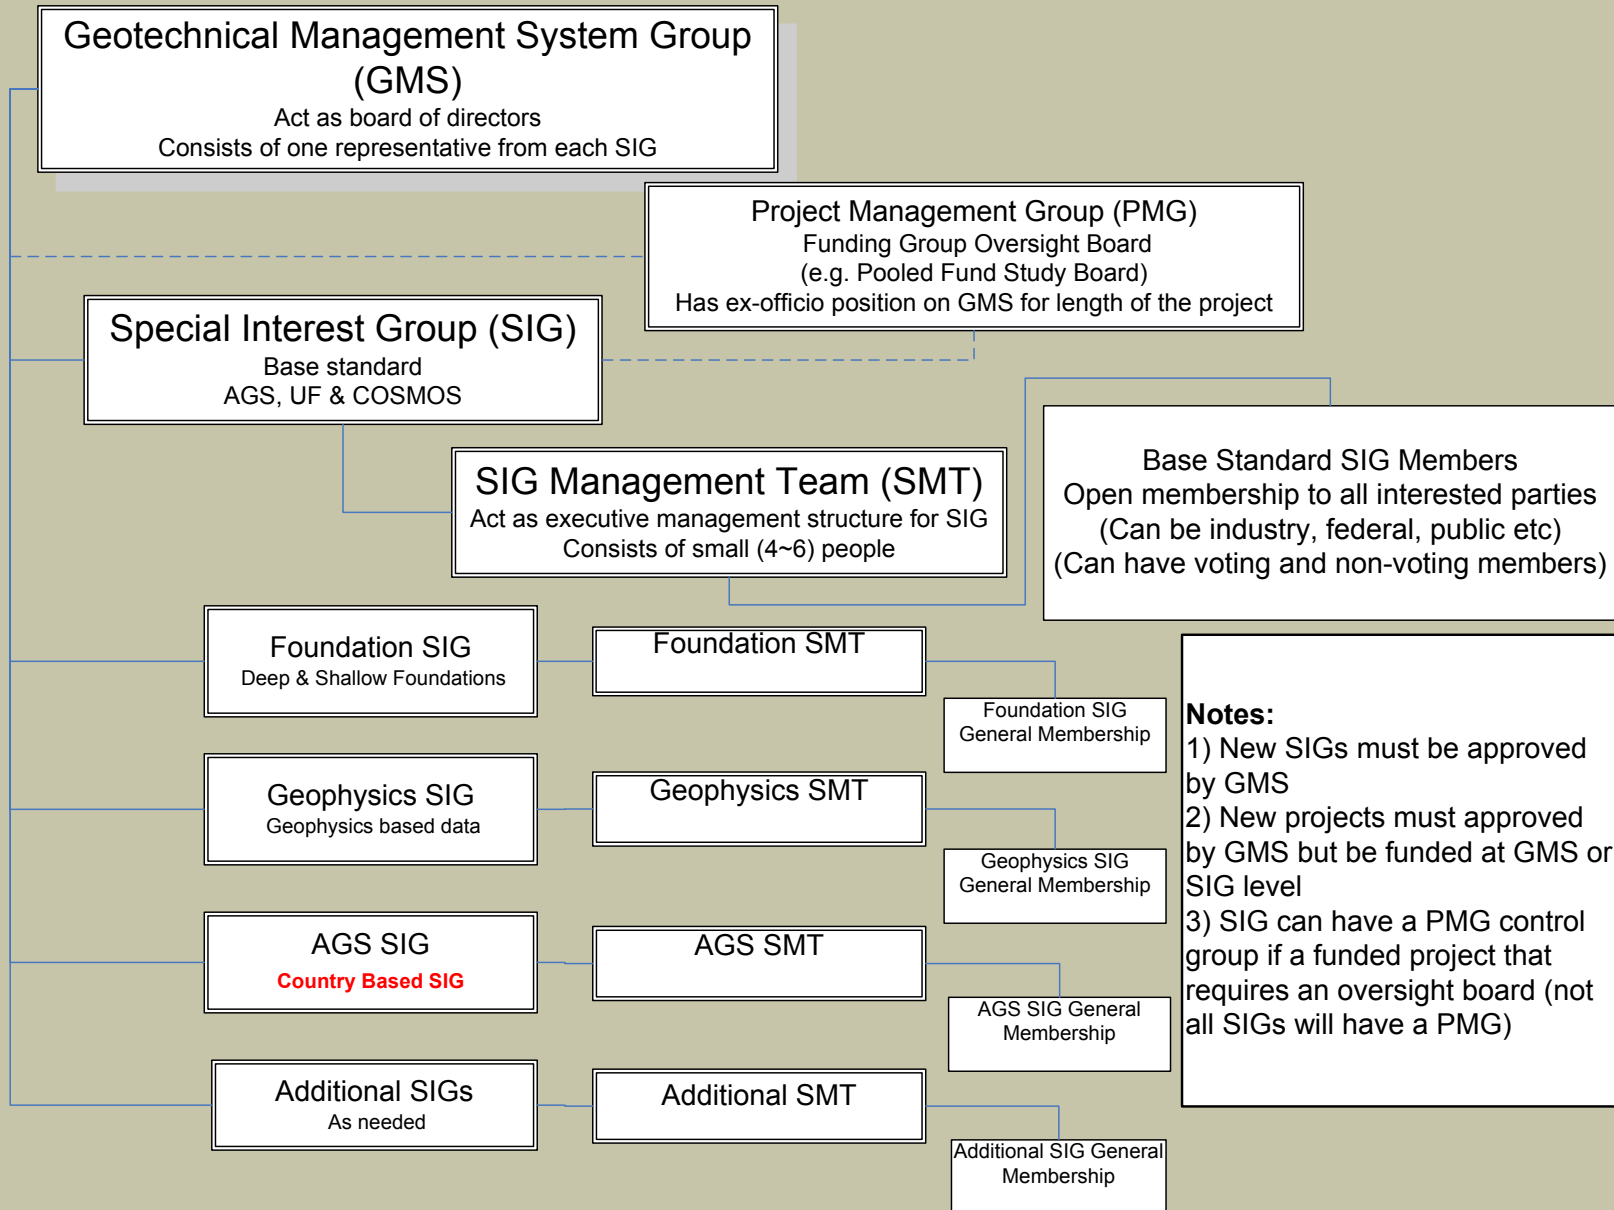 Geotechnical Management System Group
(GMS)
Act as board of directors
Consists of one representative from each SIG
Project Management Group (PMG)
Funding Group Oversight Board
(e.g. Pooled Fund Study Board)
Has ex-officio position on GMS for length of the project
Special Interest Group (SIG)
Base standard
AGS, UF & COSMOS
SIG Management Team (SMT)
Act as executive management structure for SIG
Consists of small (4~6) people
Base Standard SIG Members
Open membership to all interested parties
(Can be industry, federal, public etc)
(Can have voting and non-voting members)
Foundation SIG
Deep & Shallow Foundations
Foundation SMT
Foundation SIG
General Membership
Geophysics SIG
Geophysics based data
Geophysics SMT
Geophysics SIG
General Membership
AGS SIG
Country Based SIG
AGS SMT
AGS SIG General
Membership
Additional SIGs
As needed
Additional SMT
Additional SIG General
Membership
Notes:
1) New SIGs must be approved
by GMS
2) New projects must approved
by GMS but be funded at GMS or
SIG level
3) SIG can have a PMG control
group if a funded project that
requires an oversight board (not
all SIGs will have a PMG)